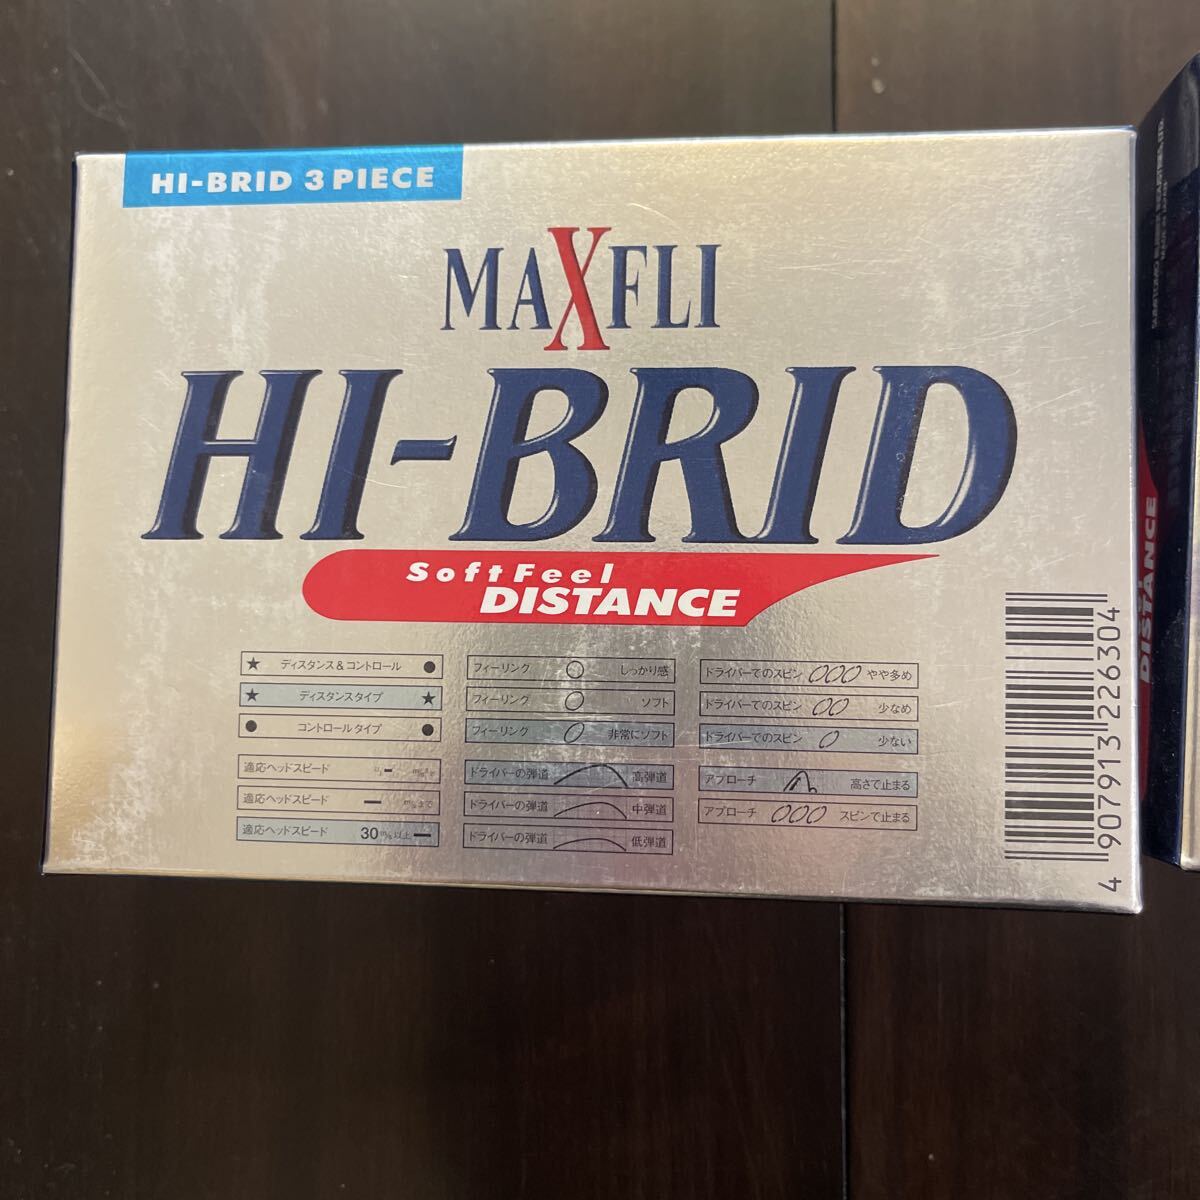 HI-BRID 3 PIECE
MAXFLI
HI-BRID
Soft Feel
DISTANCE
★ ディスタンス&コントロール ●
★ ディスタンスタイプ ★
● コントロールタイプ ●
適応ヘッドスピード
適応ヘッドスピード m/sまで
適応ヘッドスピード 30m/s以上
フィーリング しっかり感
フィーリング ソフト
フィーリング 非常にソフト
ドライバーの弾道 高弾道
ドライバーの弾道 中弾道
ドライバーの弾道 低弾道
ドライバーでのスピン やや多め
ドライバーでのスピン 少なめ
ドライバーでのスピン 少ない
アプローチ 高さで止まる
アプローチ スピンで止まる
4 907913 226304
DISTANCE